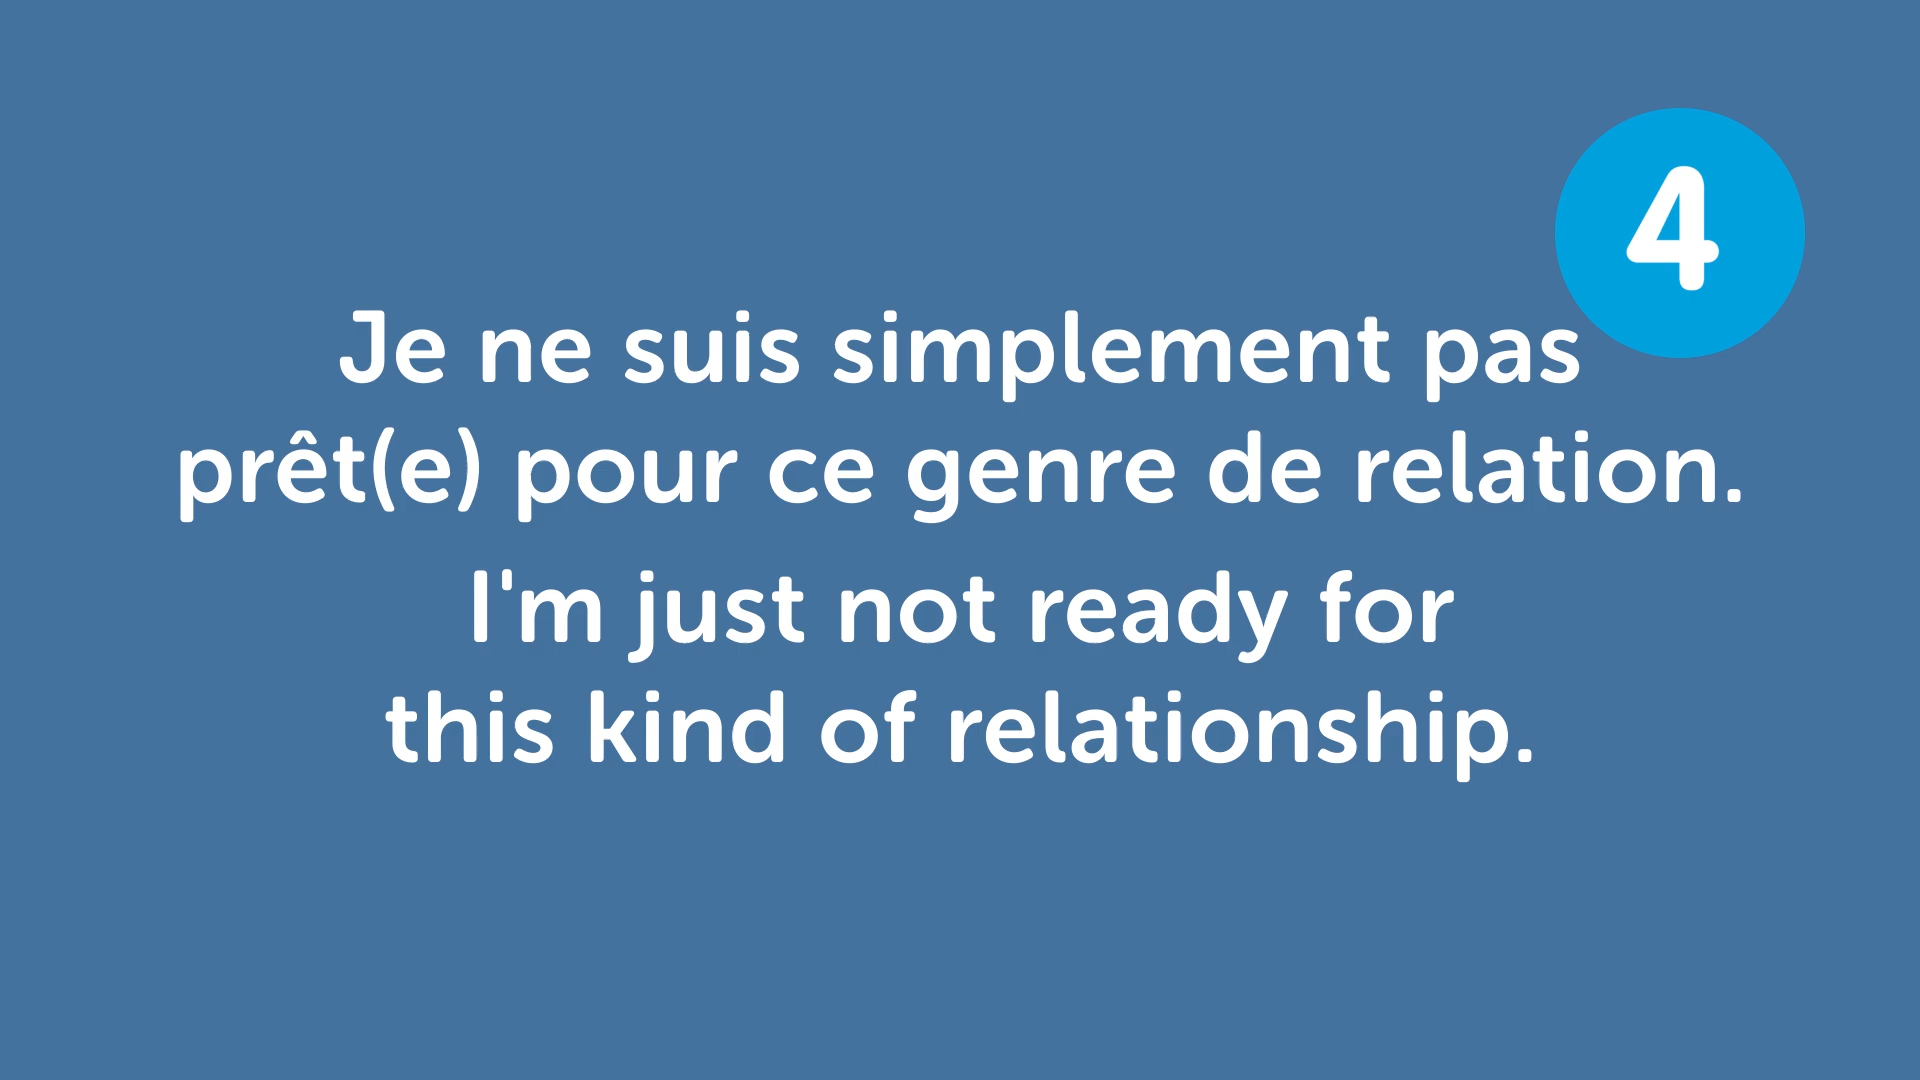 4
Je ne suis simplement pas
prêt(e) pour ce genre de relation.
I'm just not ready for
this kind of relationship.